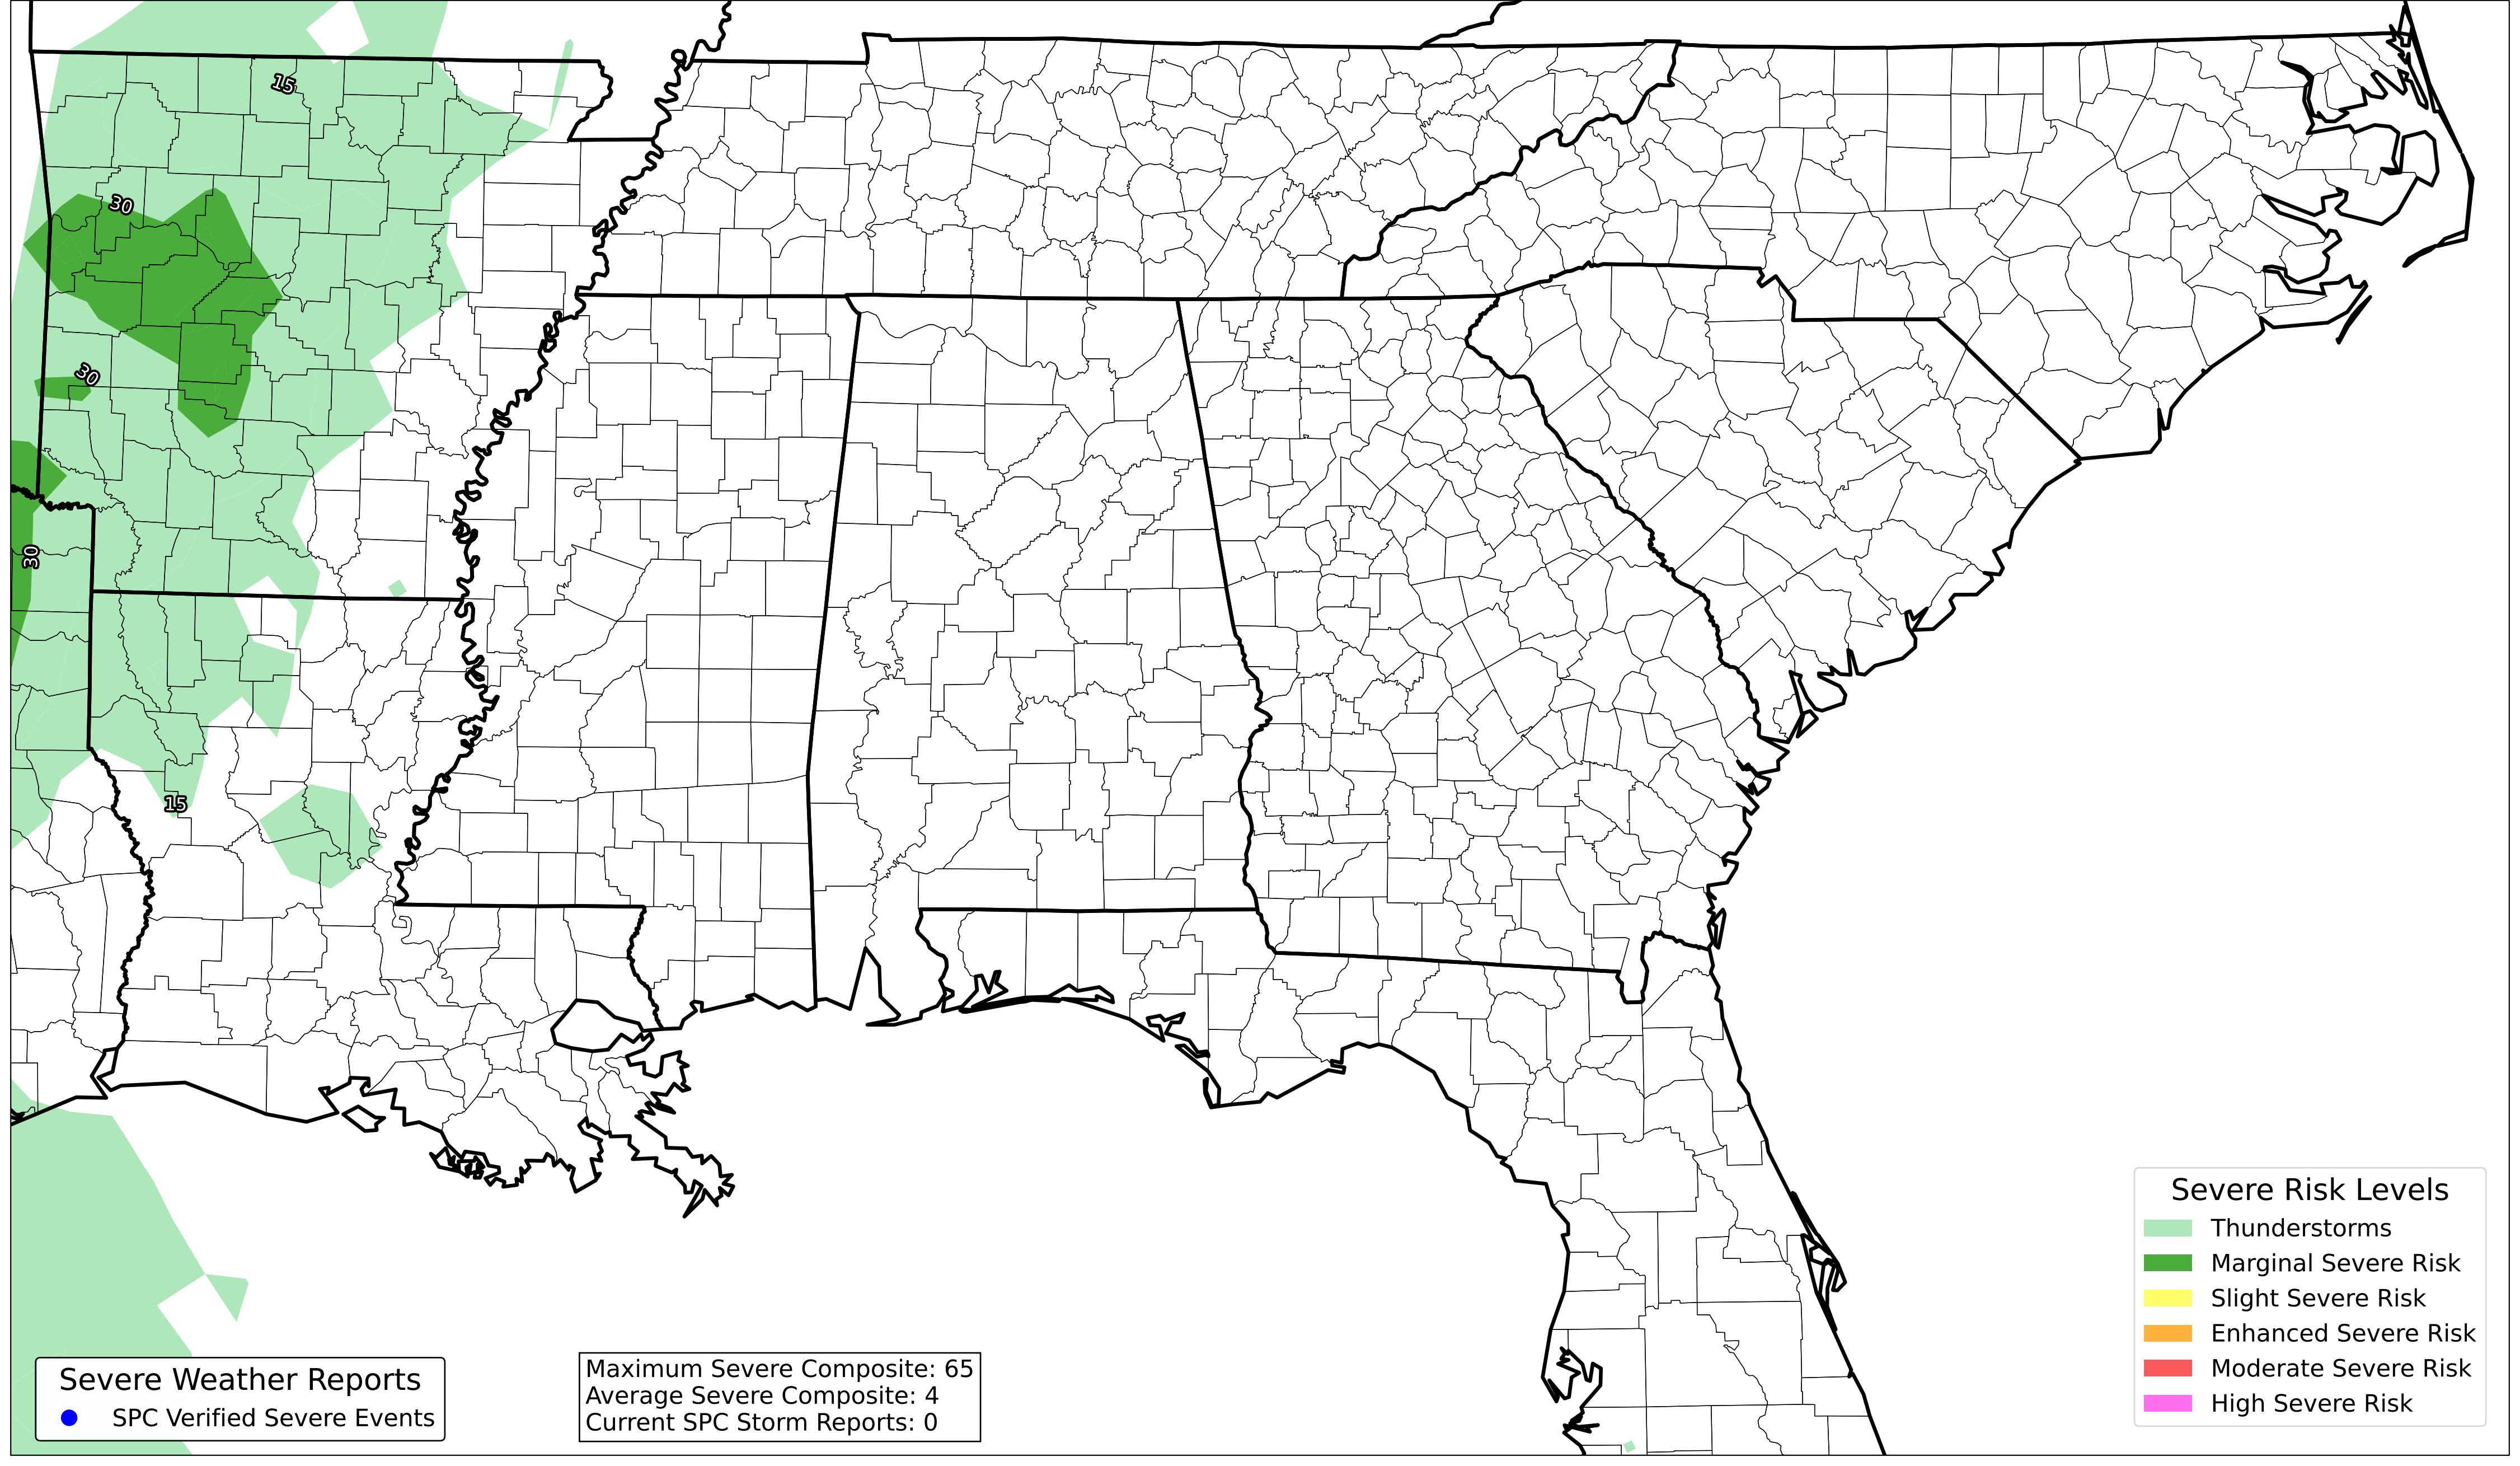 15
30
30
30
15
Severe Risk Levels
Thunderstorms
Marginal Severe Risk
Slight Severe Risk
Enhanced Severe Risk
Moderate Severe Risk
High Severe Risk
Severe Weather Reports
SPC Verified Severe Events
Maximum Severe Composite: 65
Average Severe Composite: 4
Current SPC Storm Reports: 0